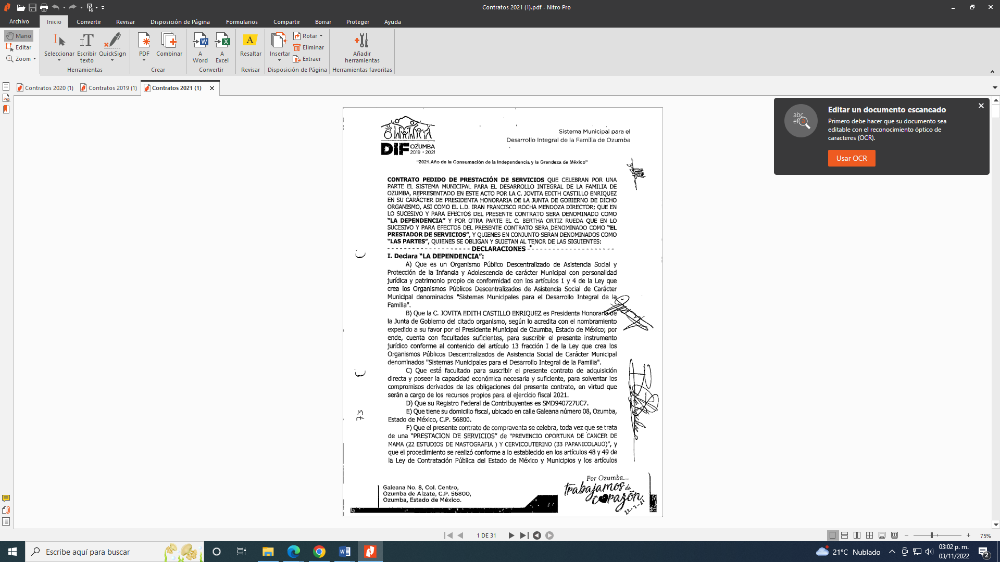 Contratos 2021 (1).pdf - Nitro Pro
Archivo Inicio Convertir Revisar Disposición de Página Formularios Compartir Borrar Proteger Ayuda
Mano
Editar
Zoom
Seleccionar Escribir texto QuickSign
Herramientas
PDF Combinar
Crear
A Word A Excel
Convertir
Resaltar
Revisar
Insertar Rotar Eliminar Extraer
Disposición de Página
Añadir herramientas
Herramientas favoritas
Contratos 2020 (1) Contratos 2019 (1) Contratos 2021 (1)
Editar un documento escaneado
Primero debe hacer que su documento sea
editable con el reconocimiento óptico de
caracteres (OCR).
Usar OCR
abc
efa
DIF OZUMBA
2019 • 2021
Sistema Municipal para el
Desarrollo Integral de la Familia de Ozumba
"2021.Año de la Consumación de la Independencia y la Grandeza de México"
CONTRATO PEDIDO DE PRESTACIÓN DE SERVICIOS QUE CELEBRAN POR UNA
PARTE EL SISTEMA MUNICIPAL PARA EL DESARROLLO INTEGRAL DE LA FAMILIA DE
OZUMBA, REPRESENTADO EN ESTE ACTO POR LA C. JOVITA EDITH CASTILLO ENRIQUEZ
EN SU CARÁCTER DE PRESIDENTA HONORARIA DE LA JUNTA DE GOBIERNO DE DICHO
ORGANISMO, ASI COMO EL L.D. IRAN FRANCISCO ROCHA MENDOZA DIRECTOR; QUE EN
LO SUCESIVO Y PARA EFECTOS DEL PRESENTE CONTRATO SERA DENOMINADO COMO
"LA DEPENDENCIA" Y POR OTRA PARTE EL C. BERTHA ORTIZ RUEDA QUE EN LO
SUCESIVO Y PARA EFECTOS DEL PRESENTE CONTRATO SERA DENOMINADO COMO "EL
PRESTADOR DE SERVICIOS", Y QUIENES EN CONJUNTO SERAN DENOMINADOS COMO
"LAS PARTES", QUIENES SE OBLIGAN Y SUJETAN AL TENOR DE LAS SIGUIENTES:
- - - - - - - - - - - - - - - - - - - - DECLARACIONES - - - - - - - - - - - - - - - - - - - - -
I. Declara "LA DEPENDENCIA":
A) Que es un Organismo Público Descentralizado de Asistencia Social y
Protección de la Infancia y Adolescencia de carácter Municipal con personalidad
jurídica y patrimonio propio de conformidad con los artículos 1 y 4 de la Ley que
crea los Organismos Públicos Descentralizados de Asistencia Social de Carácter
Municipal denominados "Sistemas Municipales para el Desarrollo Integral de la
Familia".
B) Que la C. JOVITA EDITH CASTILLO ENRIQUEZ es Presidenta Honoraria de
la Junta de Gobierno del citado organismo, según lo acredita con el nombramiento
expedido a su favor por el Presidente Municipal de Ozumba, Estado de México; por
ende, cuenta con facultades suficientes, para suscribir el presente instrumento
jurídico conforme al contenido del artículo 13 fracción I de la Ley que crea los
Organismos Públicos Descentralizados de Asistencia Social de Carácter Municipal
denominados "Sistemas Municipales para el Desarrollo Integral de la Familia".
C) Que está facultado para suscribir el presente contrato de adquisición
directa y poseer la capacidad económica necesaria y suficiente, para solventar los
compromisos derivados de las obligaciones del presente contrato, en virtud que
serán a cargo de los recursos propios para el ejercicio fiscal 2021.
D) Que su Registro Federal de Contribuyentes es SMD940727UC7.
E) Que tiene su domicilio fiscal, ubicado en calle Galeana número 08, Ozumba,
Estado de México, C.P. 56800.
F) Que el presente contrato de compraventa se celebra, toda vez que se trata
de una "PRESTACION DE SERVICIOS" de "PREVENCIO OPORTUNA DE CANCER DE
MAMA (22 ESTUDIOS DE MASTOGRAFIA ) Y CERVICOUTERINO (33 PAPANICOLAUO)", y
que el procedimiento se realizó conforme a lo establecido en los artículos 48 y 49 de
la Ley de Contratación Pública del Estado de México y Municipios y los artículos
73
Galeana No. 8, Col. Centro,
Ozumba de Alzate, C.P. 56800,
Ozumba, Estado de México.
Por Ozumba...
trabajamos de
corazón
1 DE 31
75%
Escribe aquí para buscar
21°C Nublado
03:02 p. m.
03/11/2022
2